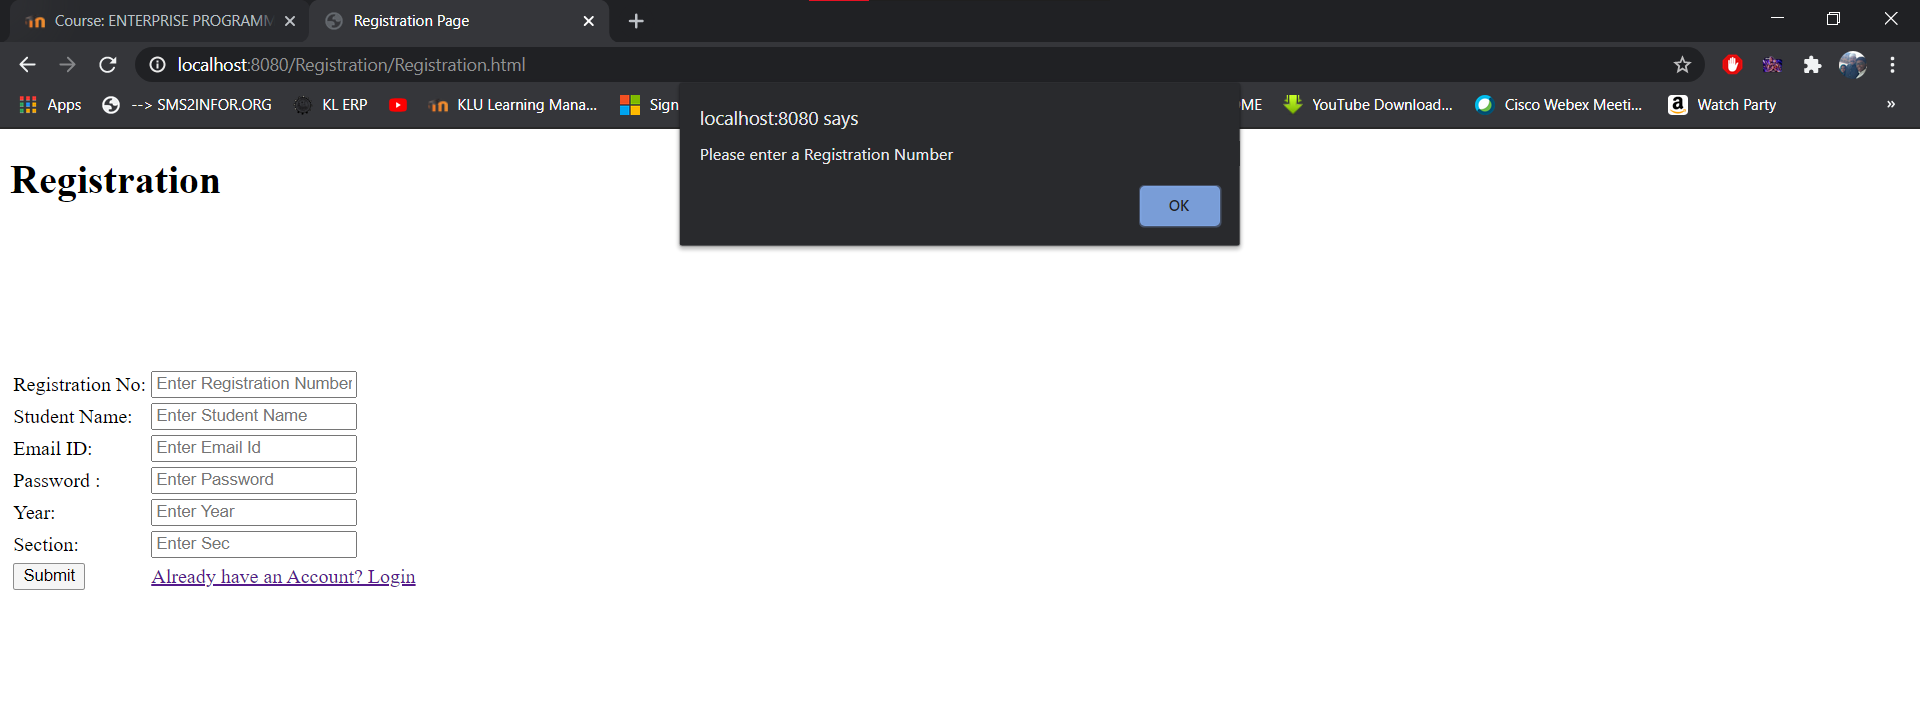 Course: ENTERPRISE PROGRAMM
Registration Page
localhost:8080/Registration/Registration.html
Apps
--> SMS2INFOR.ORG
KL ERP
KLU Learning Mana...
Sign
OME
YouTube Download...
Cisco Webex Meeti...
Watch Party
»
localhost:8080 says
Please enter a Registration Number
OK
Registration
Registration No: Enter Registration Number
Student Name: Enter Student Name
Email ID: Enter Email Id
Password : Enter Password
Year: Enter Year
Section: Enter Sec
Submit Already have an Account? Login